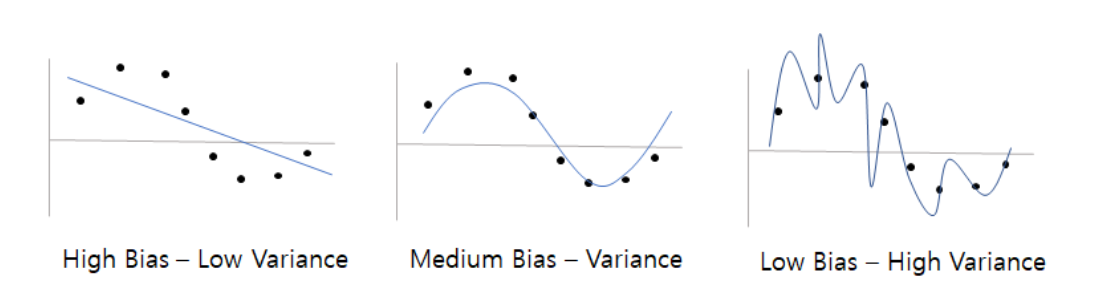 High Bias – Low Variance
Medium Bias – Variance
Low Bias – High Variance